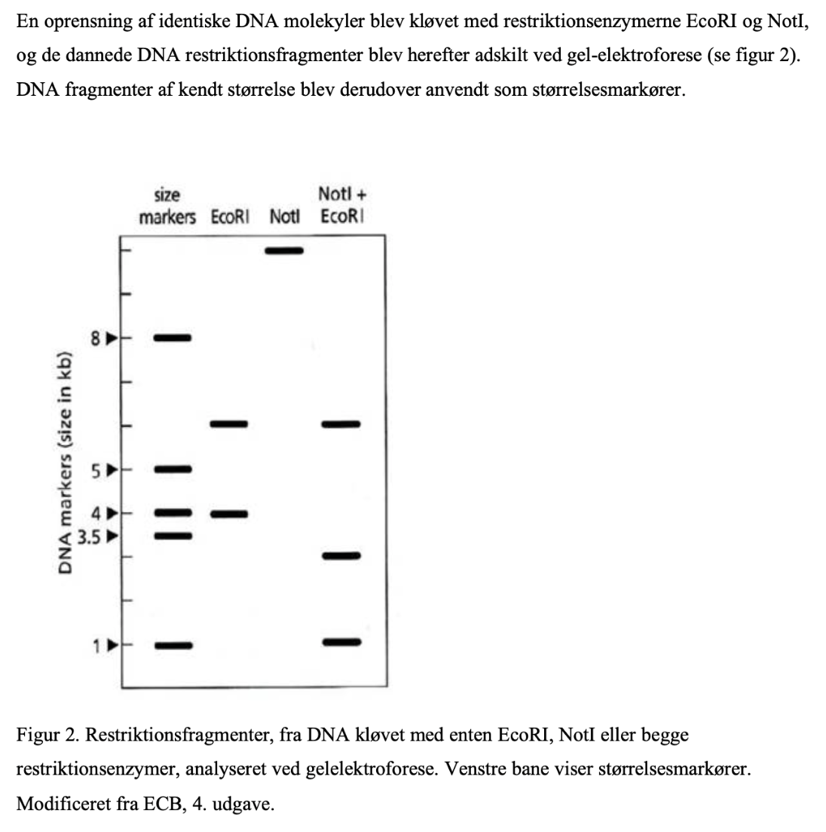 En oprensning af identiske DNA molekyler blev kløvet med restriktionsenzymerne EcoRI og NotI,
og de dannede DNA restriktionsfragmenter blev herefter adskilt ved gel-elektroforese (se figur 2).
DNA fragmenter af kendt størrelse blev derudover anvendt som størrelsesmarkører.
size
markers EcoRI NotI NotI +
EcoRI
DNA markers (size in kb)
8
5
4
3.5
1
Figur 2. Restriktionsfragmenter, fra DNA kløvet med enten EcoRI, NotI eller begge
restriktionsenzymer, analyseret ved gelelektroforese. Venstre bane viser størrelsesmarkører.
Modificeret fra ECB, 4. udgave.